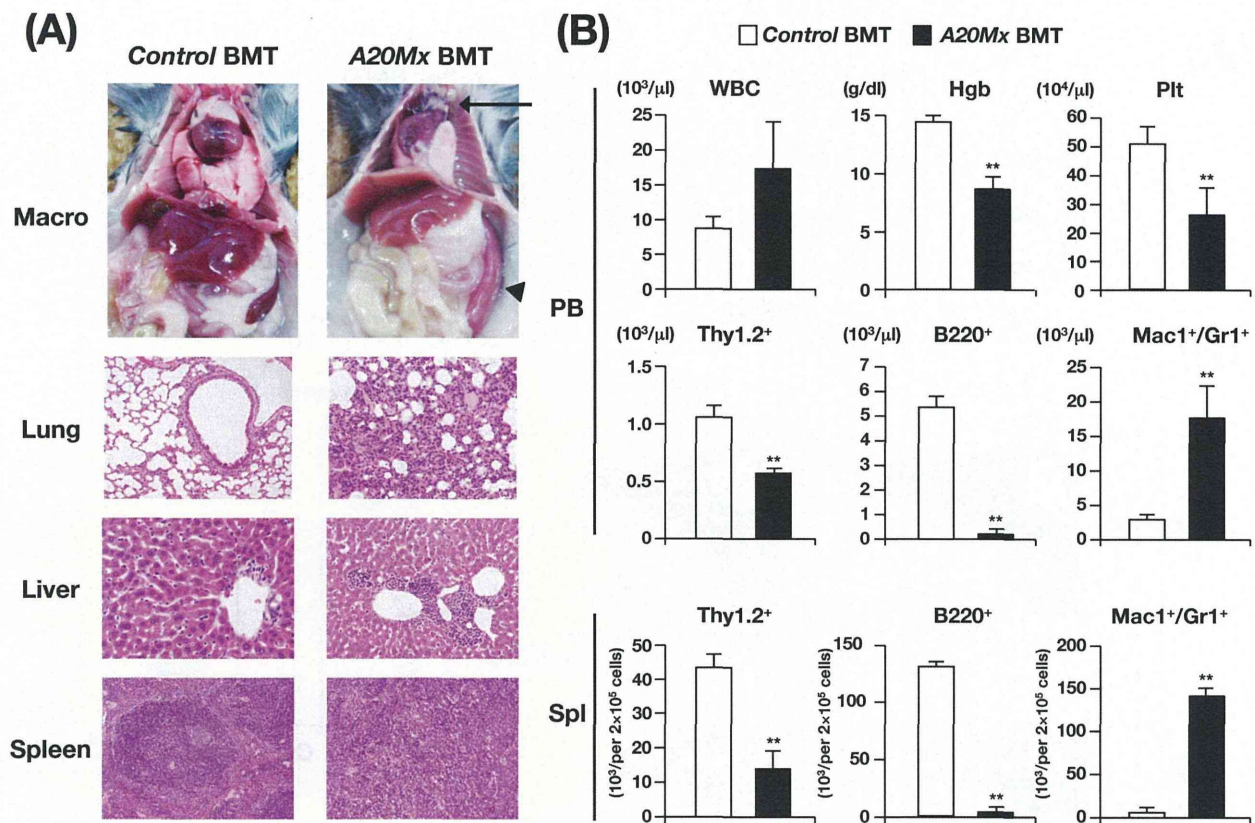 (A)
Control BMT
A20Mx BMT
Macro
Lung
Liver
Spleen
(B)
Control BMT
A20Mx BMT
PB
(10³/μl)
WBC
25
20
15
10
5
0
(g/dl)
Hgb
15
10
5
0
**
(10⁴/μl)
Plt
60
50
40
30
20
10
0
**
(10³/μl)
Thy1.2⁺
1.5
1.0
0.5
0
**
(10³/μl)
B220⁺
7
6
5
4
3
2
1
0
**
(10³/μl)
Mac1⁺/Gr1⁺
25
20
15
10
5
0
**
Spl
Thy1.2⁺
(10³/per 2×10⁵ cells)
50
40
30
20
10
0
**
B220⁺
(10³/per 2×10⁵ cells)
150
100
50
0
**
Mac1⁺/Gr1⁺
(10³/per 2×10⁵ cells)
200
150
100
50
0
**